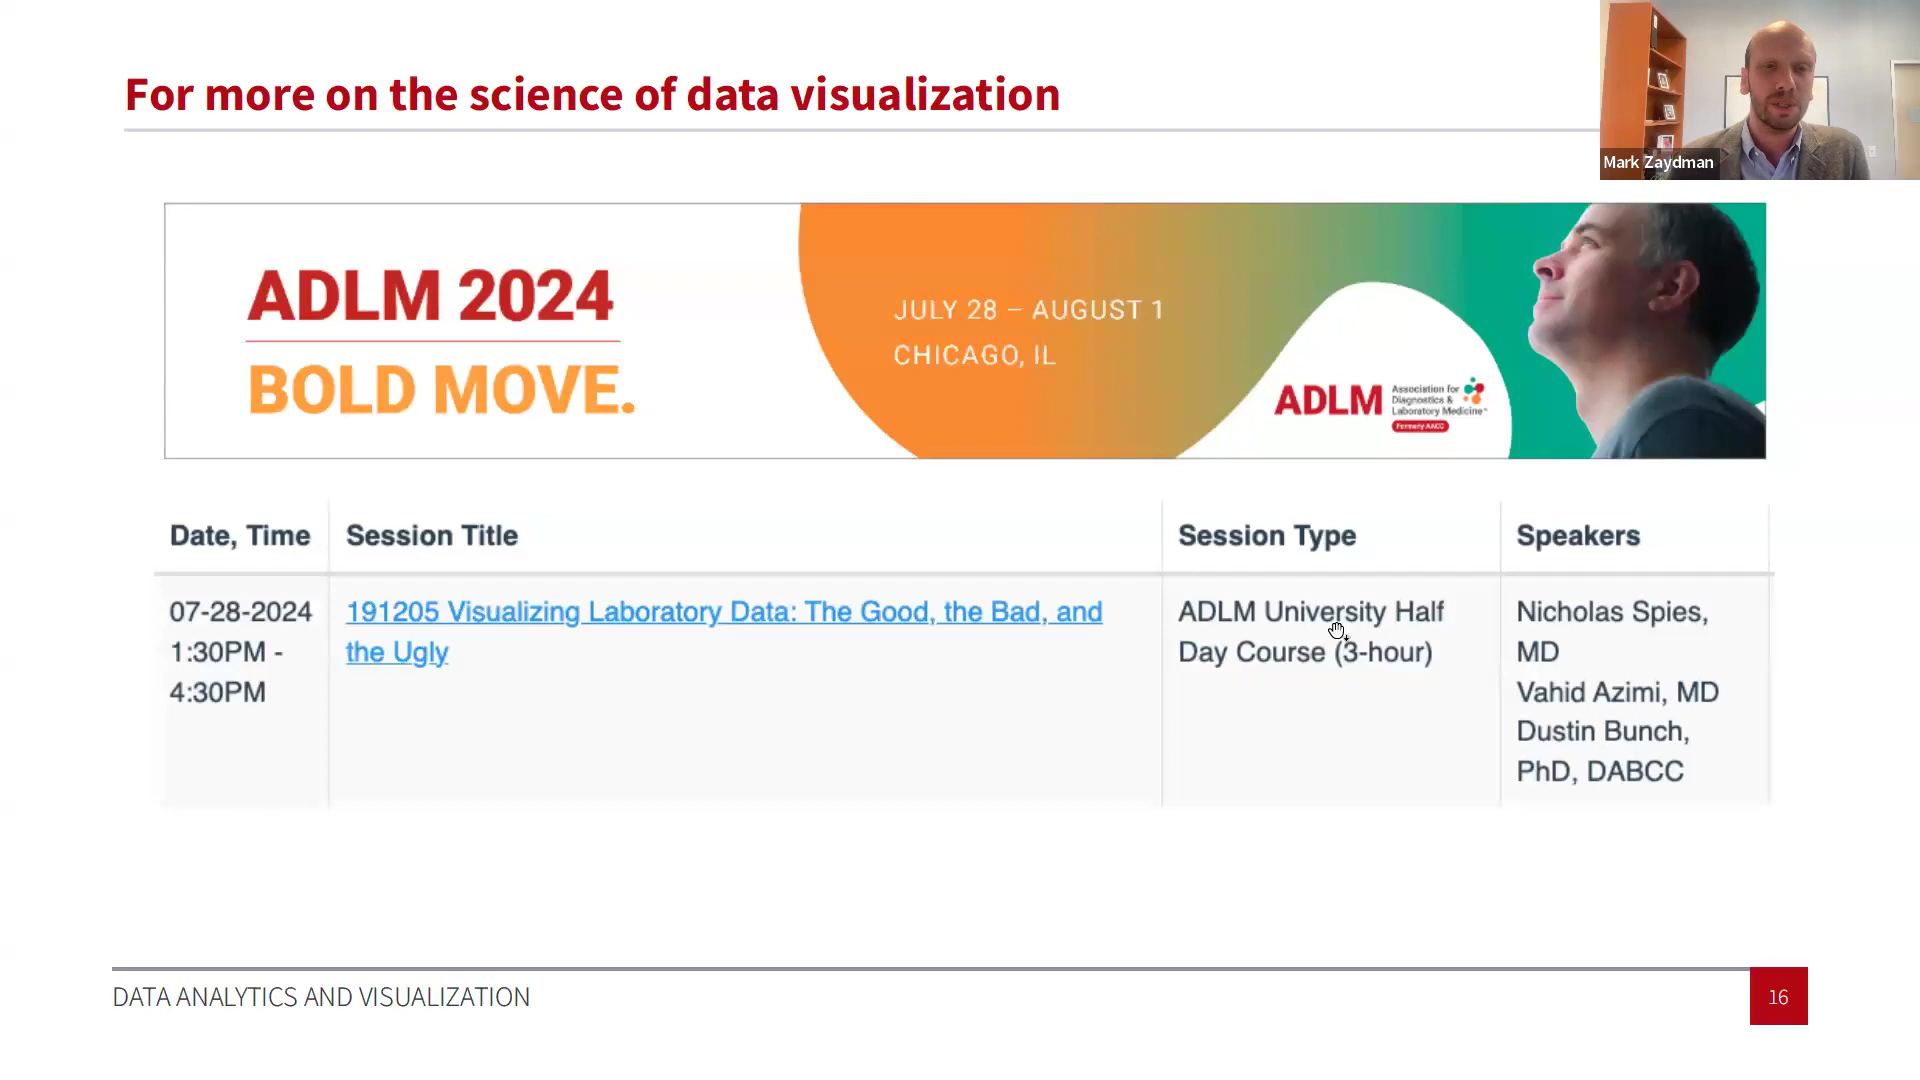 For more on the science of data visualization
Mark Zaydman
ADLM 2024
BOLD MOVE.
JULY 28 – AUGUST 1
CHICAGO, IL
ADLM
Association for
Diagnostics &
Laboratory Medicine™
Formerly AACC
Date, Time
Session Title
Session Type
Speakers
07-28-2024
1:30PM -
4:30PM
191205 Visualizing Laboratory Data: The Good, the Bad, and
the Ugly
ADLM University Half
Day Course (3-hour)
Nicholas Spies,
MD
Vahid Azimi, MD
Dustin Bunch,
PhD, DABCC
DATA ANALYTICS AND VISUALIZATION
16